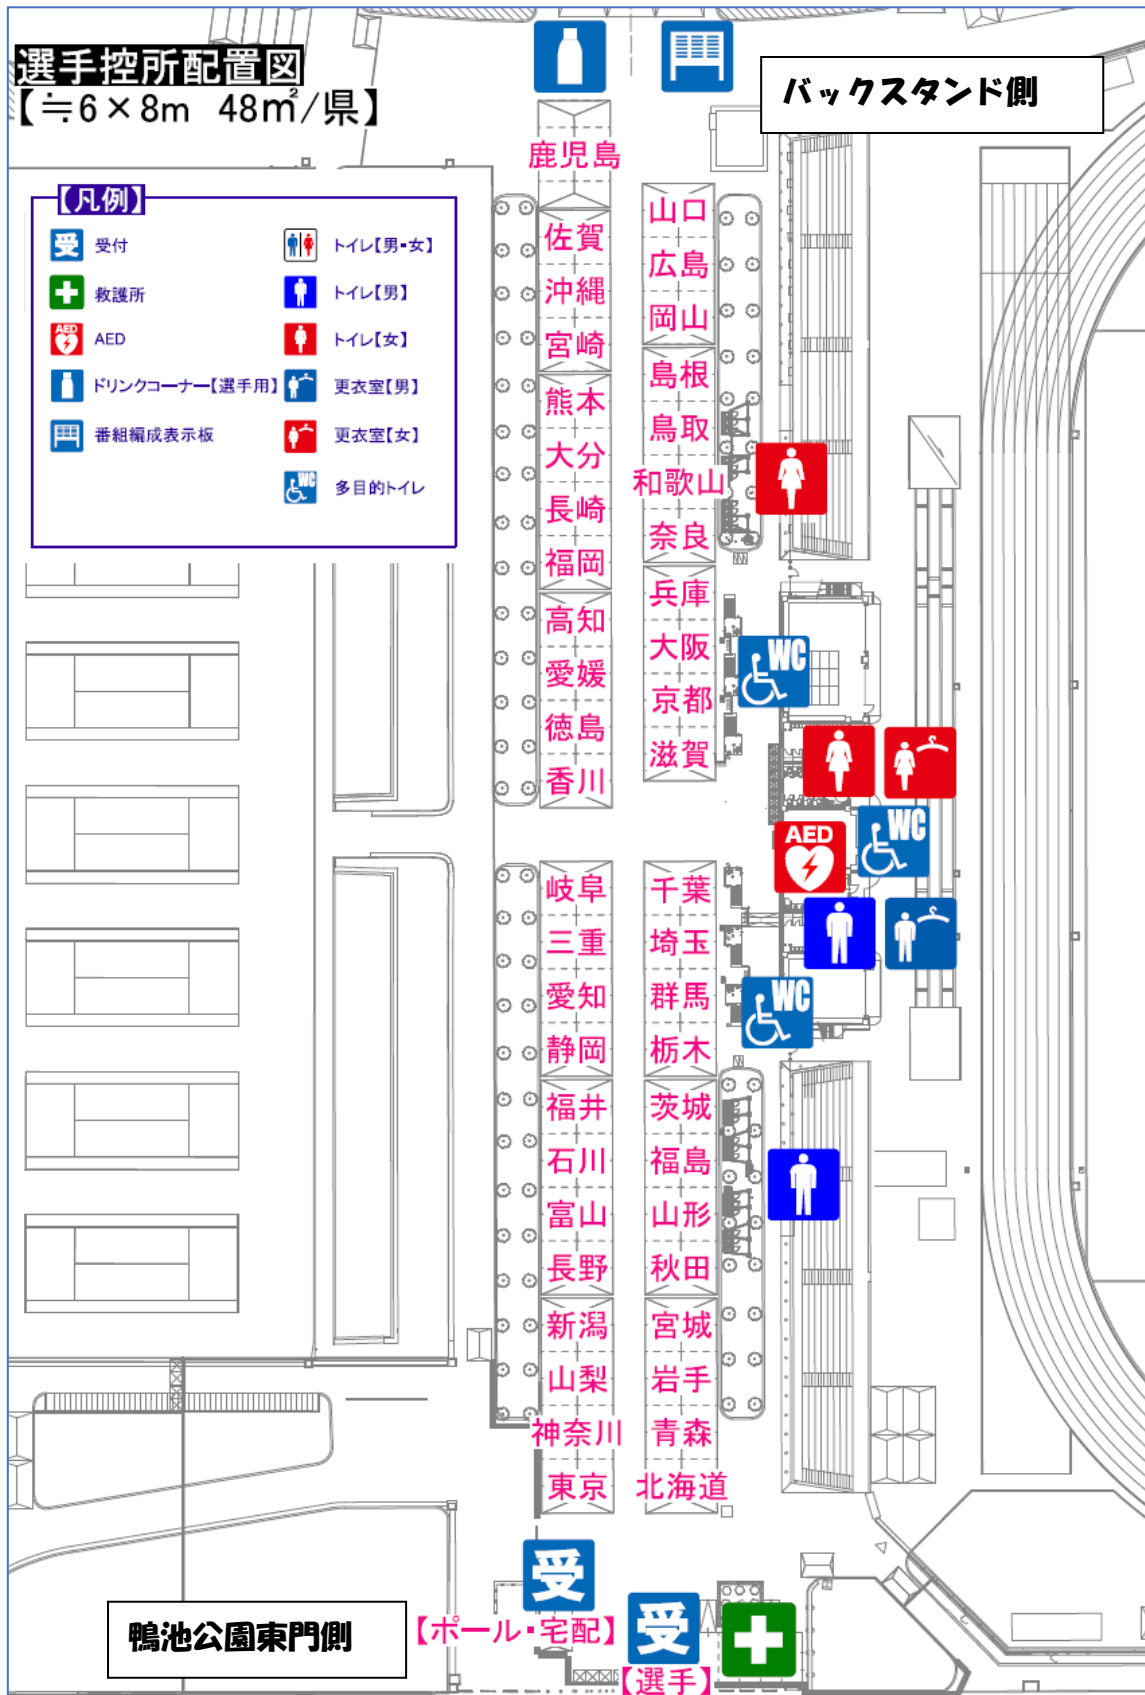 選手控所配置図
【≒6×8m 48㎡/県】
バックスタンド側
【凡例】
受 受付
救護所
AED AED
ドリンクコーナー【選手用】
番組編成表示板
トイレ【男・女】
トイレ【男】
トイレ【女】
更衣室【男】
更衣室【女】
WC 多目的トイレ
鹿児島
佐賀
沖縄
宮崎
熊本
大分
長崎
福岡
高知
愛媛
徳島
香川
山口
広島
岡山
島根
鳥取
和歌山
奈良
兵庫
大阪
京都
滋賀
WC
WC
AED
WC
岐阜
三重
愛知
静岡
福井
石川
富山
長野
新潟
山梨
神奈川
東京
千葉
埼玉
群馬
栃木
茨城
福島
山形
秋田
宮城
岩手
青森
北海道
受
【ポール・宅配】
受
【選手】
鴨池公園東門側